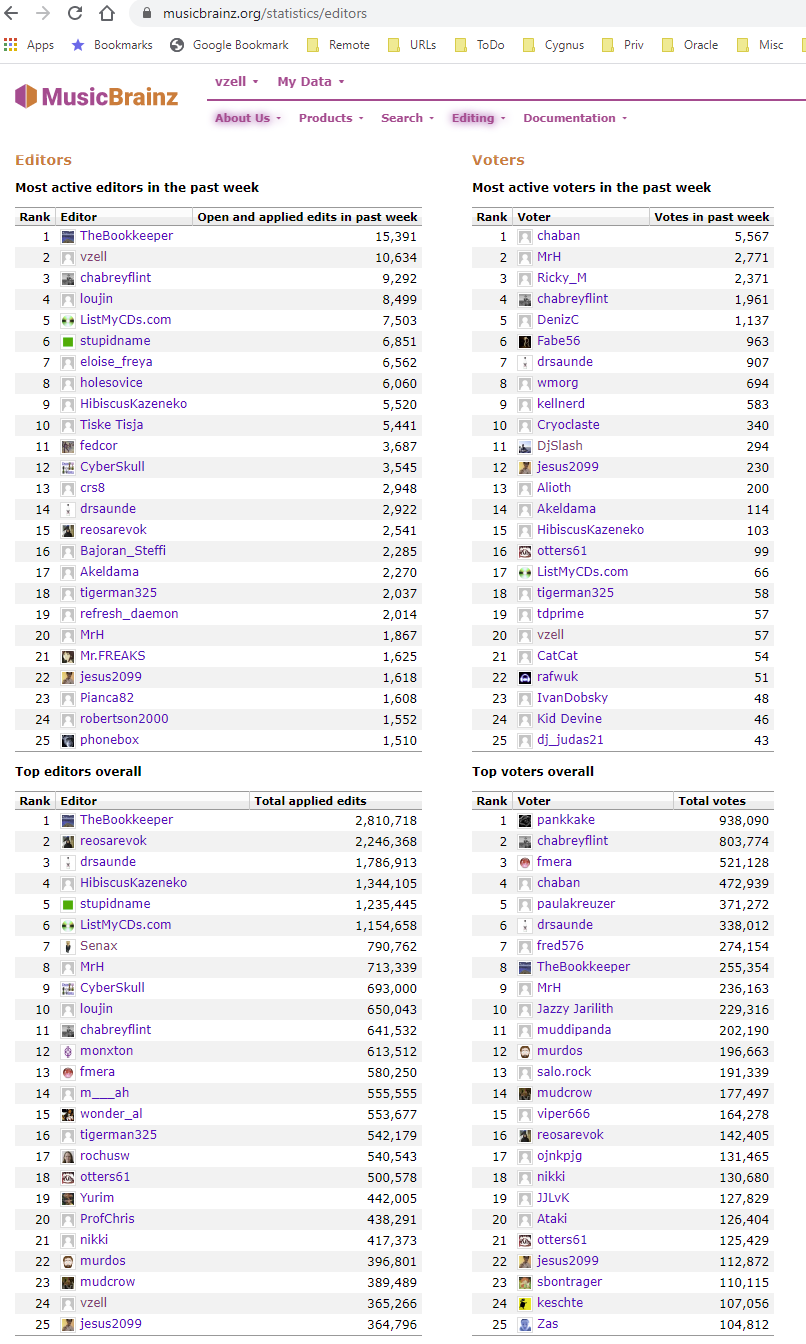 musicbrainz.org/statistics/editors
Apps Bookmarks Google Bookmark Remote URLs ToDo Cygnus Priv Oracle Misc
vzell My Data
MusicBrainz
About Us Products Search Editing Documentation
Editors
Most active editors in the past week
Rank Editor Open and applied edits in past week
1 TheBookkeeper 15,391
2 vzell 10,634
3 chabreyflint 9,292
4 loujin 8,499
5 ListMyCDs.com 7,503
6 stupidname 6,851
7 eloise_freya 6,562
8 holesovice 6,060
9 HibiscusKazeneko 5,520
10 Tiske Tisja 5,441
11 fedcor 3,687
12 CyberSkull 3,545
13 crs8 2,948
14 drsaunde 2,922
15 reosarevok 2,541
16 Bajoran_Steffi 2,285
17 Akeldama 2,270
18 tigerman325 2,037
19 refresh_daemon 2,014
20 MrH 1,867
21 Mr.FREAKS 1,625
22 jesus2099 1,618
23 Pianca82 1,608
24 robertson2000 1,552
25 phonebox 1,510
Top editors overall
Rank Editor Total applied edits
1 TheBookkeeper 2,810,718
2 reosarevok 2,246,368
3 drsaunde 1,786,913
4 HibiscusKazeneko 1,344,105
5 stupidname 1,235,445
6 ListMyCDs.com 1,154,658
7 Senax 790,762
8 MrH 713,339
9 CyberSkull 693,000
10 loujin 650,043
11 chabreyflint 641,532
12 monxton 613,512
13 fmera 580,250
14 m___ah 555,555
15 wonder_al 553,677
16 tigerman325 542,179
17 rochusw 540,543
18 otters61 500,578
19 Yurim 442,005
20 ProfChris 438,291
21 nikki 417,373
22 murdos 396,801
23 mudcrow 389,489
24 vzell 365,266
25 jesus2099 364,796
Voters
Most active voters in the past week
Rank Voter Votes in past week
1 chaban 5,567
2 MrH 2,771
3 Ricky_M 2,371
4 chabreyflint 1,961
5 DenizC 1,137
6 Fabe56 963
7 drsaunde 907
8 wmorg 694
9 kellnerd 583
10 Cryoclaste 340
11 DjSlash 294
12 jesus2099 230
13 Alioth 200
14 Akeldama 114
15 HibiscusKazeneko 103
16 otters61 99
17 ListMyCDs.com 66
18 tigerman325 58
19 tdprime 57
20 vzell 57
21 CatCat 54
22 rafwuk 51
23 IvanDobsky 48
24 Kid Devine 46
25 dj_judas21 43
Top voters overall
Rank Voter Total votes
1 pankkake 938,090
2 chabreyflint 803,774
3 fmera 521,128
4 chaban 472,939
5 paulakreuzer 371,272
6 drsaunde 338,012
7 fred576 274,154
8 TheBookkeeper 255,354
9 MrH 236,163
10 Jazzy Jarilith 229,316
11 muddipanda 202,190
12 murdos 196,663
13 salo.rock 191,339
14 mudcrow 177,497
15 viper666 164,278
16 reosarevok 142,405
17 ojnkpjg 131,465
18 nikki 130,680
19 JJLvK 127,829
20 Ataki 126,404
21 otters61 125,429
22 jesus2099 112,872
23 sbontrager 110,115
24 keschte 107,056
25 Zas 104,812